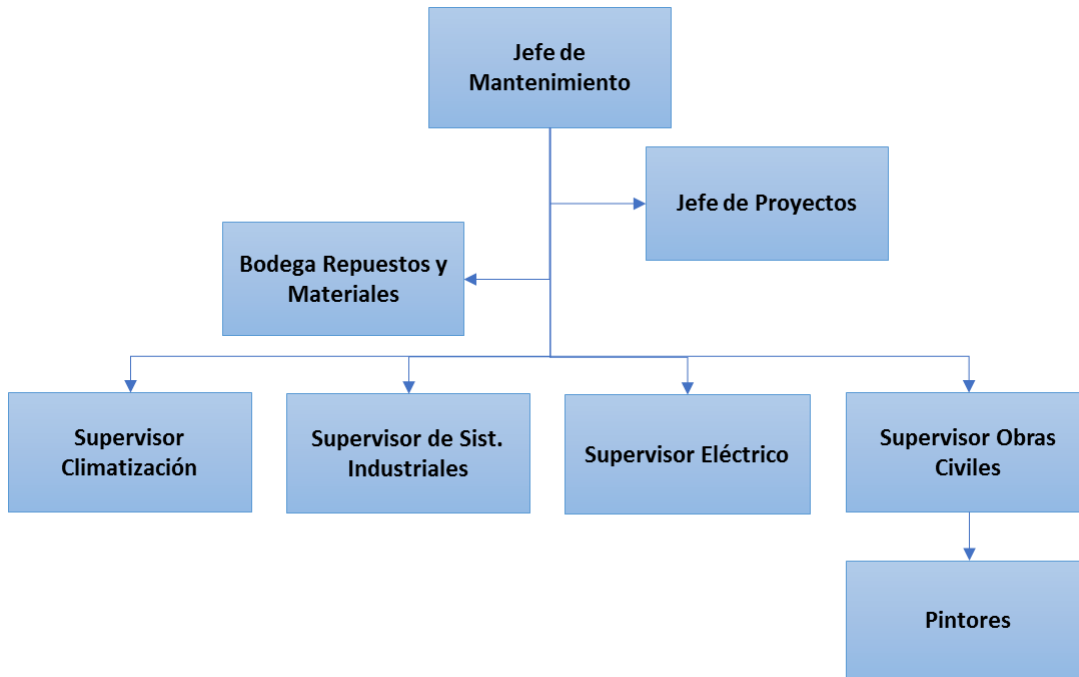 Jefe de
Mantenimiento
Jefe de Proyectos
Bodega Repuestos y
Materiales
Supervisor
Climatización
Supervisor de Sist.
Industriales
Supervisor Eléctrico
Supervisor Obras
Civiles
Pintores